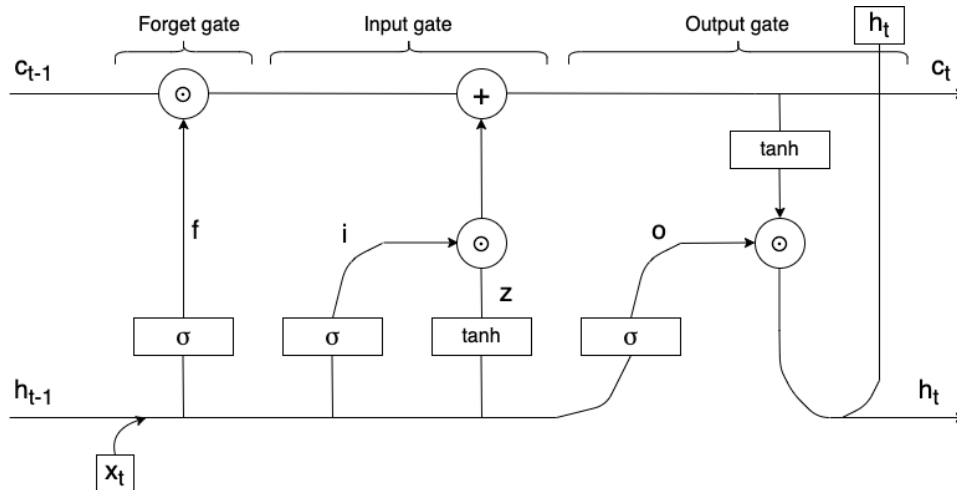 Forget gate
Input gate
Output gate
hₜ
cₜ₋₁
⊙
+
cₜ
tanh
f
i
⊙
o
⊙
z
σ
σ
tanh
σ
hₜ₋₁
hₜ
xₜ